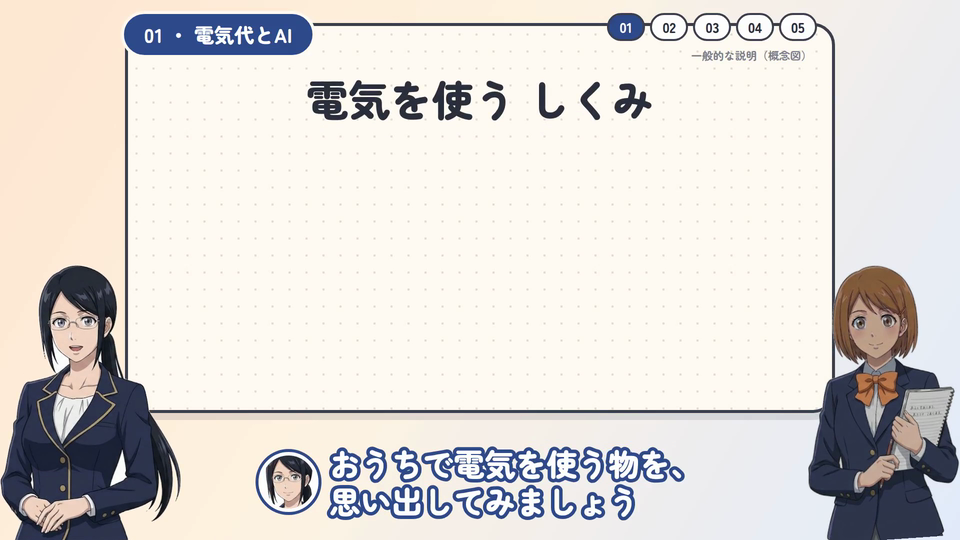 01 ・ 電気代とAI
01 02 03 04 05
一般的な説明（概念図）
電気を使う しくみ
おうちで電気を使う物を、
思い出してみましょう